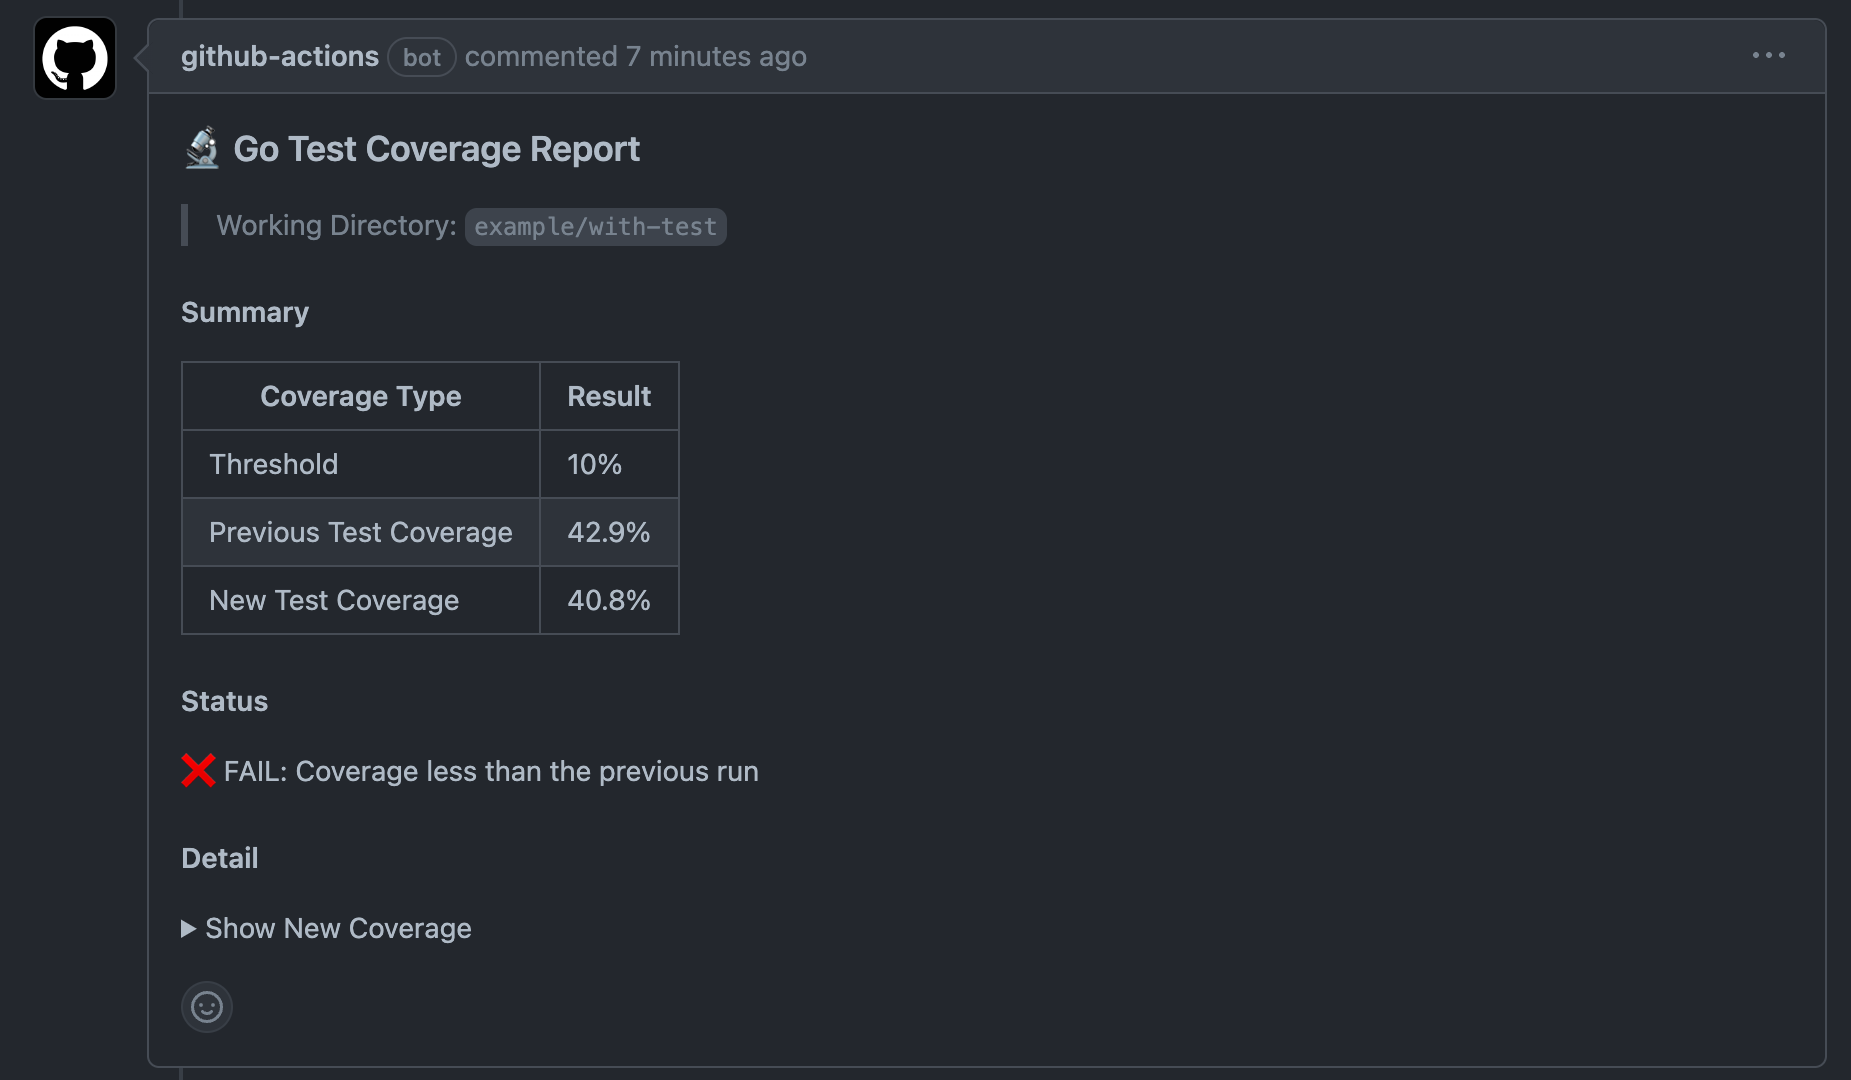 github-actions bot commented 7 minutes ago
Go Test Coverage Report
Working Directory: example/with-test
Summary
Coverage Type Result
Threshold 10%
Previous Test Coverage 42.9%
New Test Coverage 40.8%
Status
❌ FAIL: Coverage less than the previous run
Detail
▶ Show New Coverage